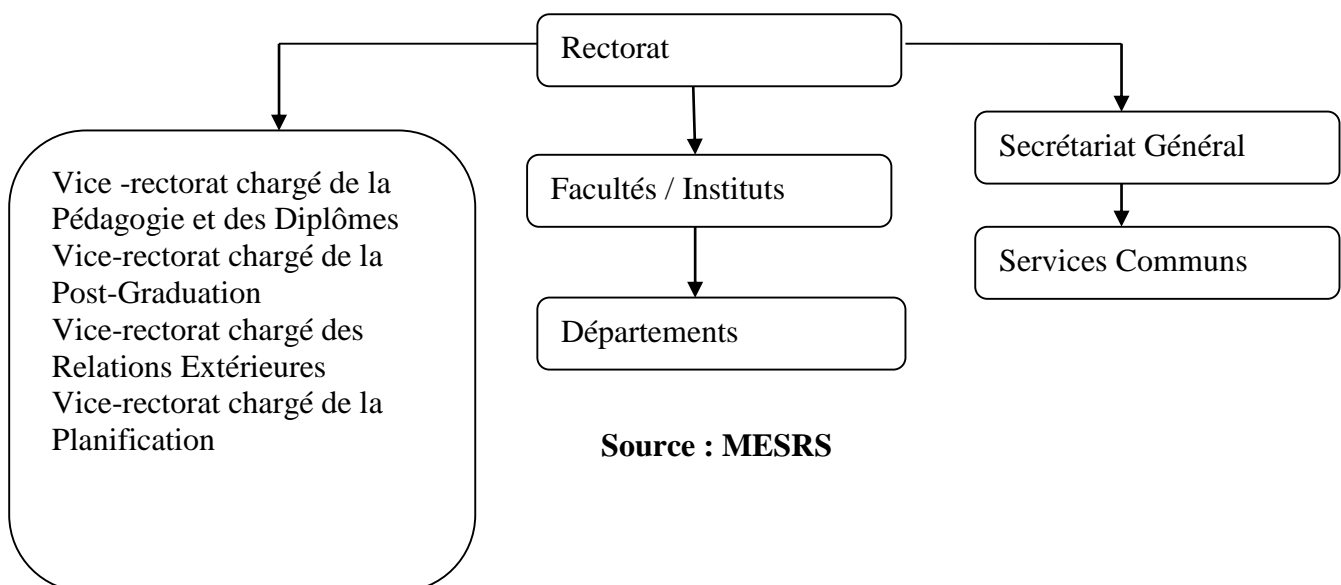 Rectorat
Vice -rectorat chargé de la
Pédagogie et des Diplômes
Vice-rectorat chargé de la
Post-Graduation
Vice-rectorat chargé des
Relations Extérieures
Vice-rectorat chargé de la
Planification
Facultés / Instituts
Départements
Secrétariat Général
Services Communs
Source : MESRS